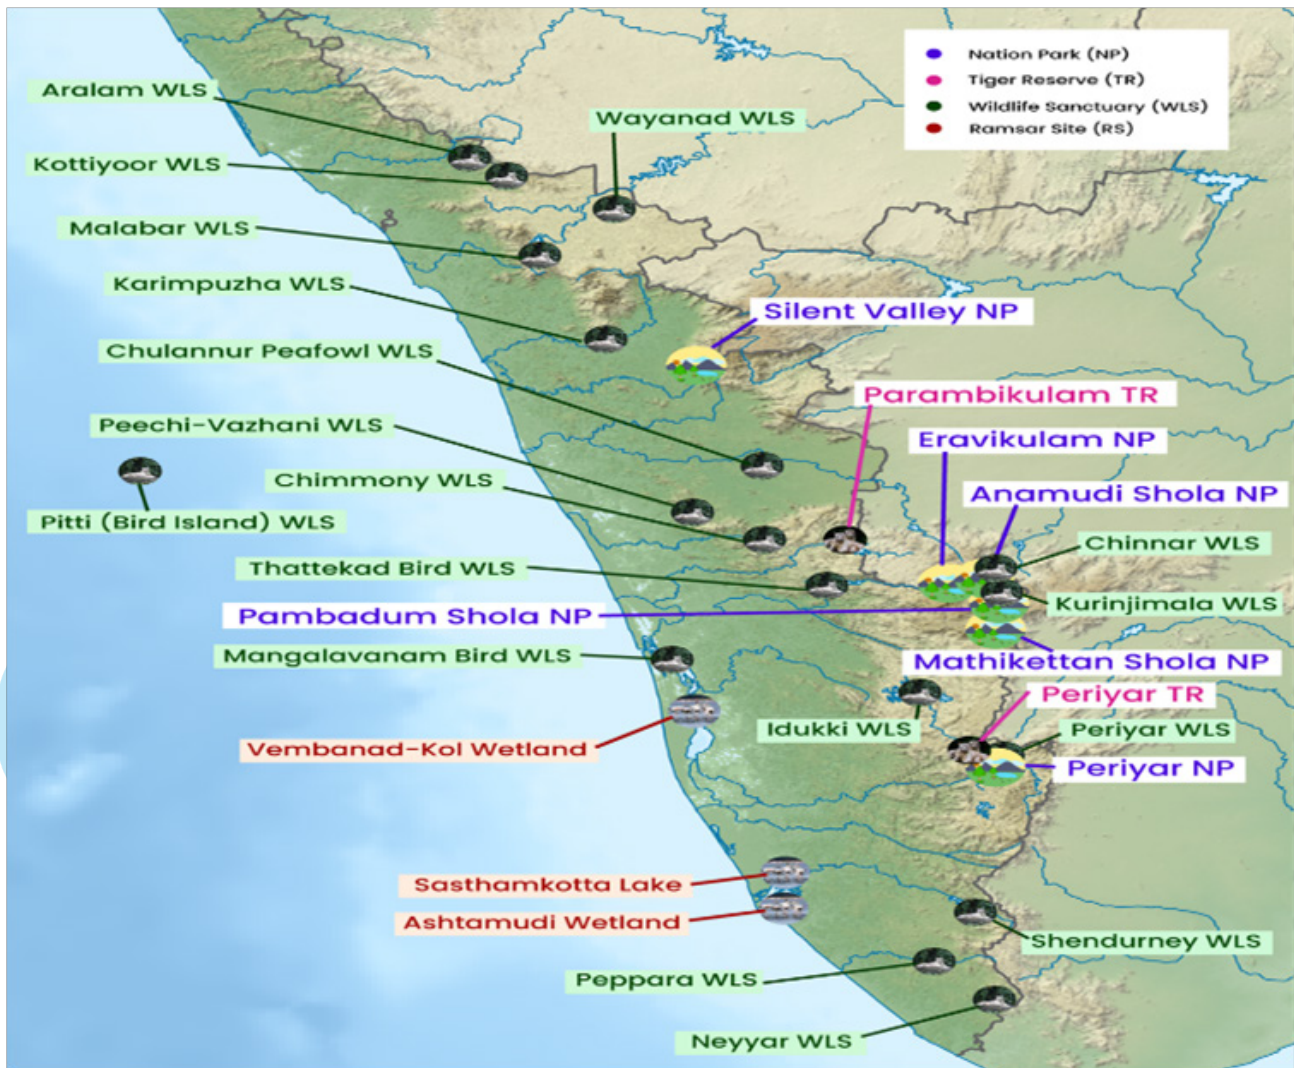 Nation Park (NP)
Tiger Reserve (TR)
Wildlife Sanctuary (WLS)
Ramsar Site (RS)
Aralam WLS
Wayanad WLS
Kottiyoor WLS
Malabar WLS
Karimpuzha WLS
Silent Valley NP
Chulannur Peafowl WLS
Parambikulam TR
Peechi-Vazhani WLS
Eravikulam NP
Chimmony WLS
Anamudi Shola NP
Pitti (Bird Island) WLS
Chinnar WLS
Thattekad Bird WLS
Kurinjimala WLS
Pambadum Shola NP
Mangalavanam Bird WLS
Mathikettan Shola NP
Periyar TR
Idukki WLS
Periyar WLS
Vembanad-Kol Wetland
Periyar NP
Sasthamkotta Lake
Ashtamudi Wetland
Shendurney WLS
Peppara WLS
Neyyar WLS